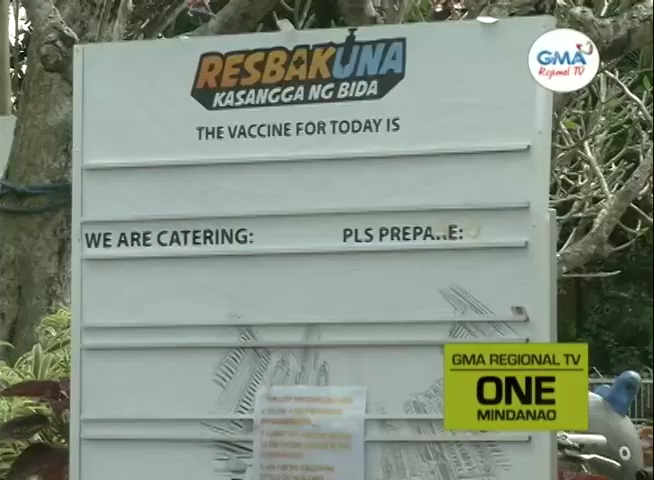 RESBAKUNA
KASANGGA NG BIDA
GMA
Regional TV
THE VACCINE FOR TODAY IS
WE ARE CATERING: PLS PREPARE:
GMA REGIONAL TV
ONE
MINDANAO